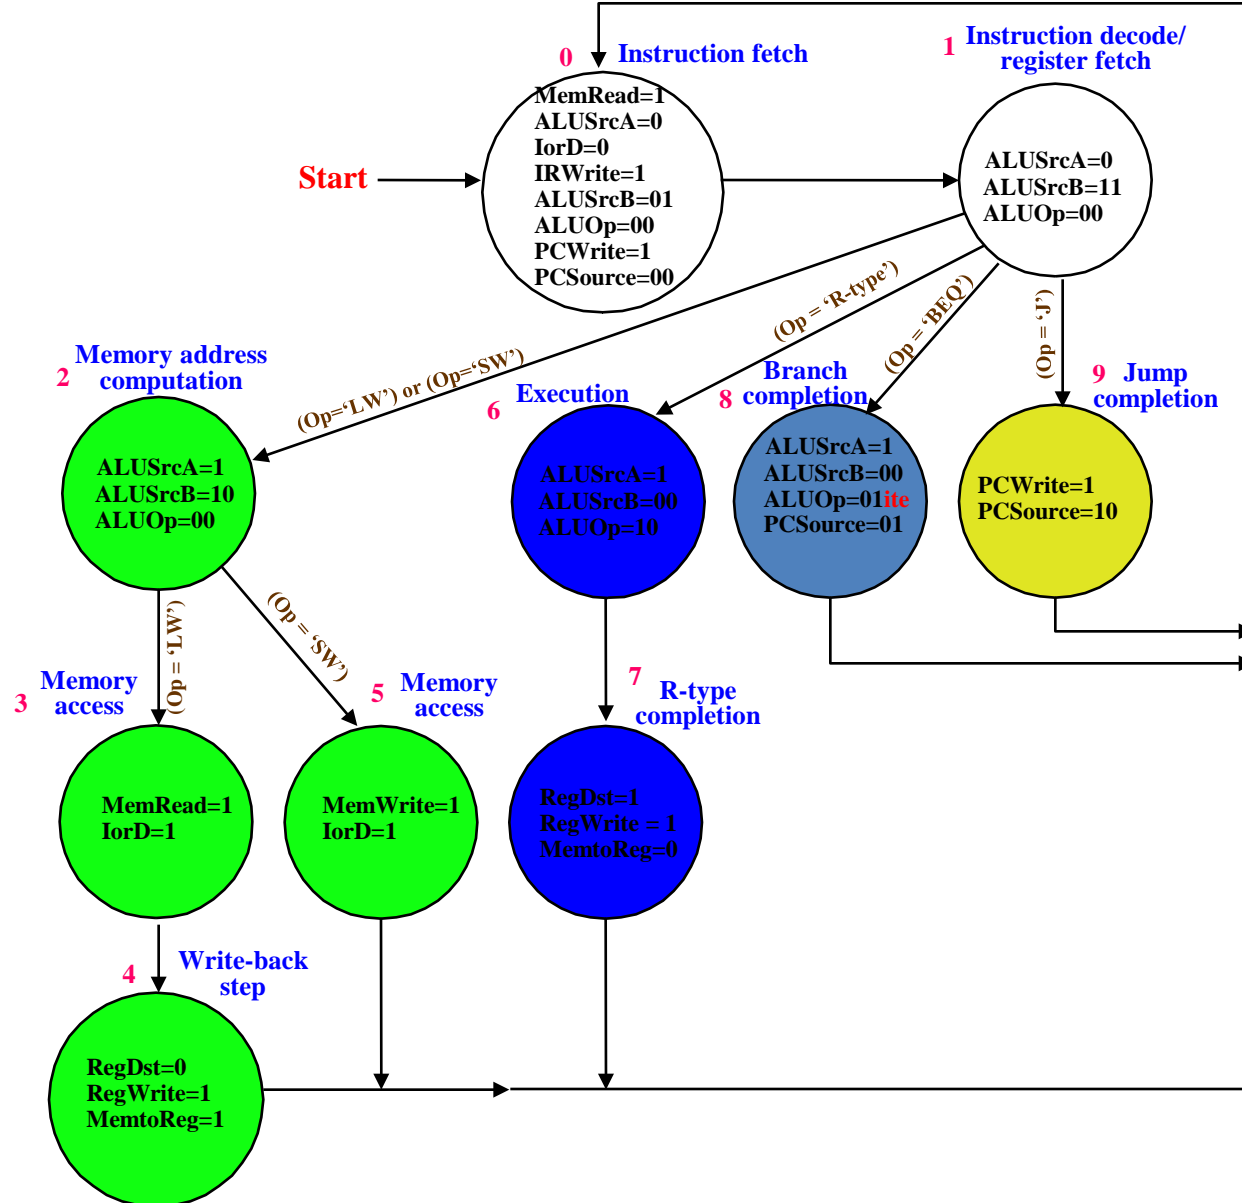 0
Instruction fetch
MemRead=1
ALUSrcA=0
IorD=0
IRWrite=1
ALUSrcB=01
ALUOp=00
PCWrite=1
PCSource=00
Start
1
Instruction decode/
register fetch
ALUSrcA=0
ALUSrcB=11
ALUOp=00
(Op='LW') or (Op='SW')
(Op = ‘R-type’)
(Op = ‘BEQ’)
(Op = ‘J’)
2
Memory address
computation
ALUSrcA=1
ALUSrcB=10
ALUOp=00
6
Execution
ALUSrcA=1
ALUSrcB=00
ALUOp=10
8
Branch
completion
ALUSrcA=1
ALUSrcB=00
ALUOp=01ite
PCSource=01
9
Jump
completion
PCWrite=1
PCSource=10
(Op = ‘LW’)
(Op = ‘SW’)
3
Memory
access
MemRead=1
IorD=1
5
Memory
access
MemWrite=1
IorD=1
7
R-type
completion
RegDst=1
RegWrite = 1
MemtoReg=0
4
Write-back
step
RegDst=0
RegWrite=1
MemtoReg=1